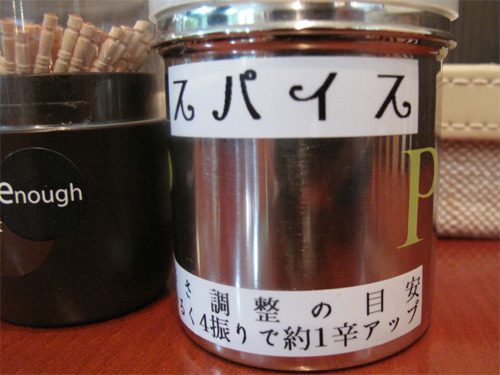 enough
スパイス
P
さ調整の目安
るく4振りで約1辛アップ